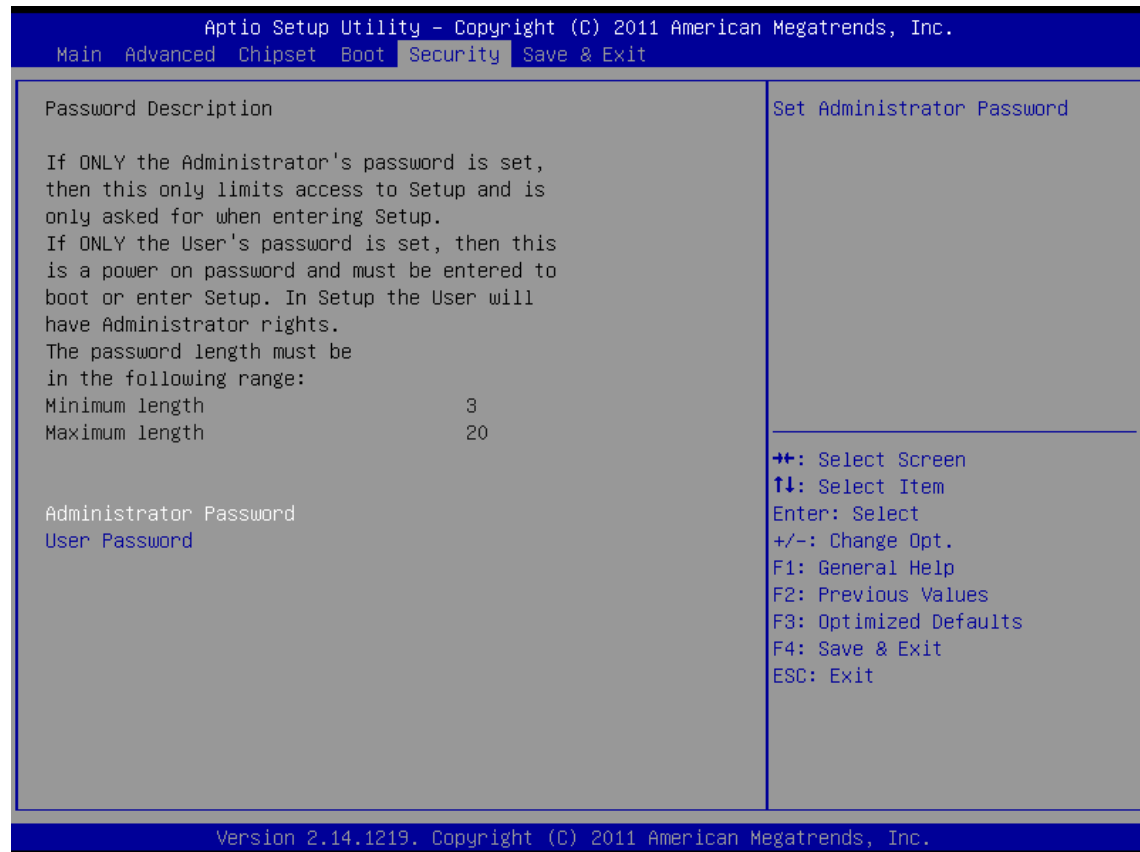 Aptio Setup Utility – Copyright (C) 2011 American Megatrends, Inc.
Main Advanced Chipset Boot Security Save & Exit
Password Description
If ONLY the Administrator's password is set,
then this only limits access to Setup and is
only asked for when entering Setup.
If ONLY the User's password is set, then this
is a power on password and must be entered to
boot or enter Setup. In Setup the User will
have Administrator rights.
The password length must be
in the following range:
Minimum length 3
Maximum length 20
Administrator Password
User Password
Set Administrator Password
→←: Select Screen
↑↓: Select Item
Enter: Select
+/-: Change Opt.
F1: General Help
F2: Previous Values
F3: Optimized Defaults
F4: Save & Exit
ESC: Exit
Version 2.14.1219. Copyright (C) 2011 American Megatrends, Inc.